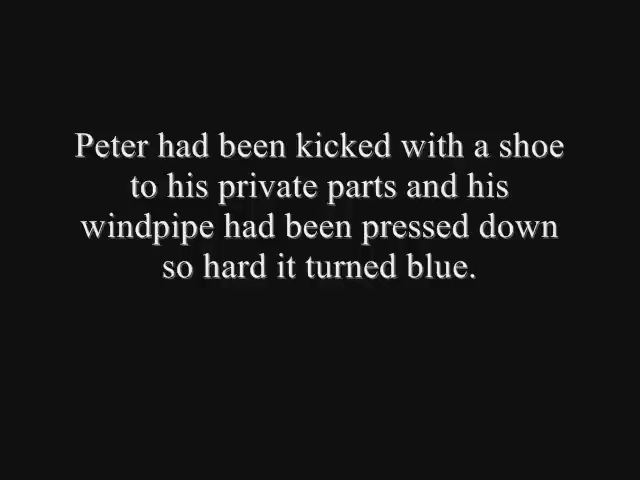 Peter had been kicked with a shoe
to his private parts and his
windpipe had been pressed down
so hard it turned blue.